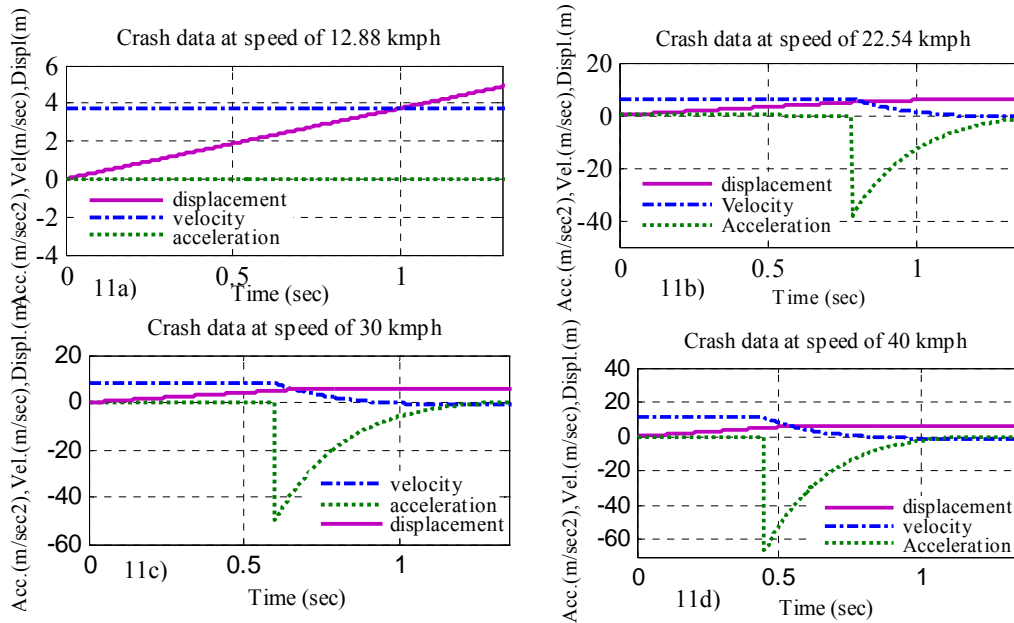 Crash data at speed of 12.88 kmph
Acc.(m/sec2),Vel(m/sec),Displ(m)
6
4
2
0
-2
-4
displacement
velocity
acceleration
0
0.5
1
11a)
Time (sec)
Crash data at speed of 22.54 kmph
Acc.(m/sec2),Vel.(m/sec),Displ.(m)
20
0
-20
-40
displacement
Velocity
Acceleration
0
0.5
1
11b)
Time (sec)
Crash data at speed of 30 kmph
Acc.(m/sec2),Vel.(m/sec),Displ.(m)
20
0
-20
-40
-60
velocity
acceleration
displacement
0
0.5
1
11c)
Time (sec)
Crash data at speed of 40 kmph
Acc.(m/sec2),Vel.(m/sec),Displ.(m)
40
20
0
-20
-40
-60
displacement
velocity
Acceleration
0
0.5
1
11d)
Time (sec)